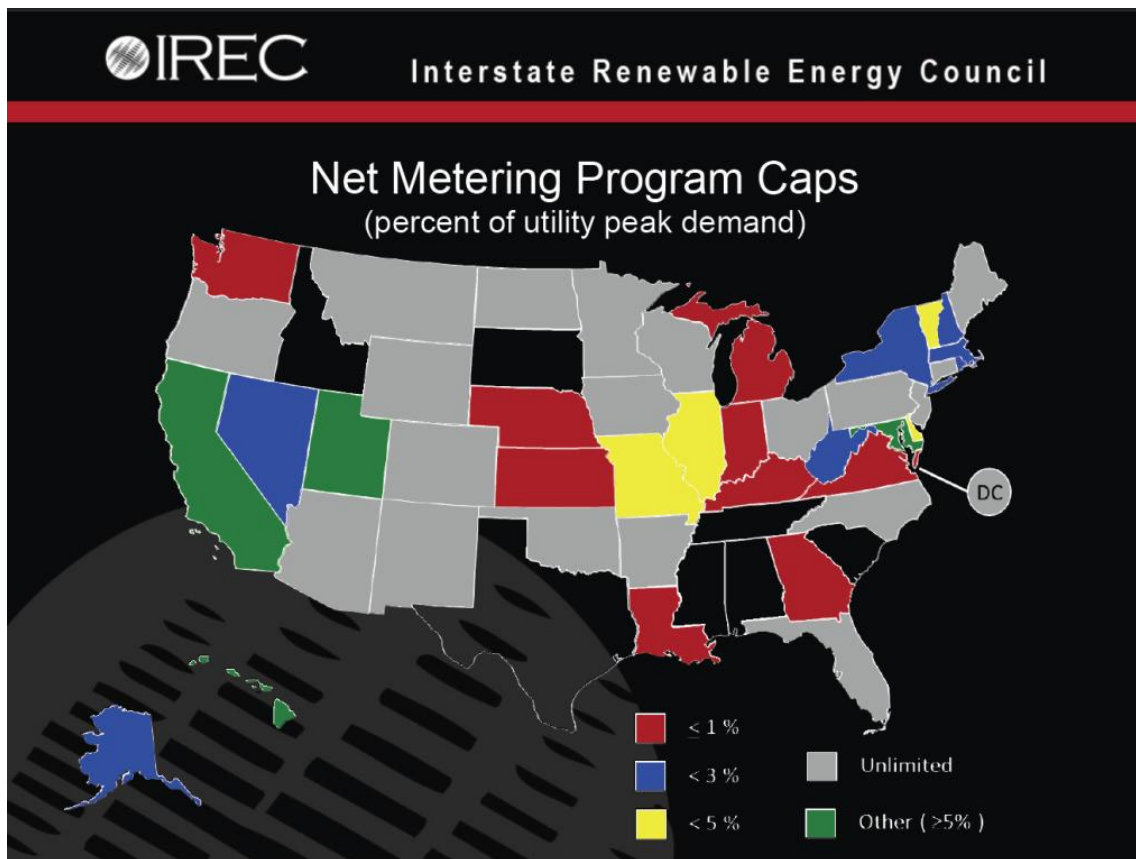 IREC
Interstate Renewable Energy Council
Net Metering Program Caps
(percent of utility peak demand)
DC
≤ 1 %
< 3 %
< 5 %
Unlimited
Other ( ≥5% )